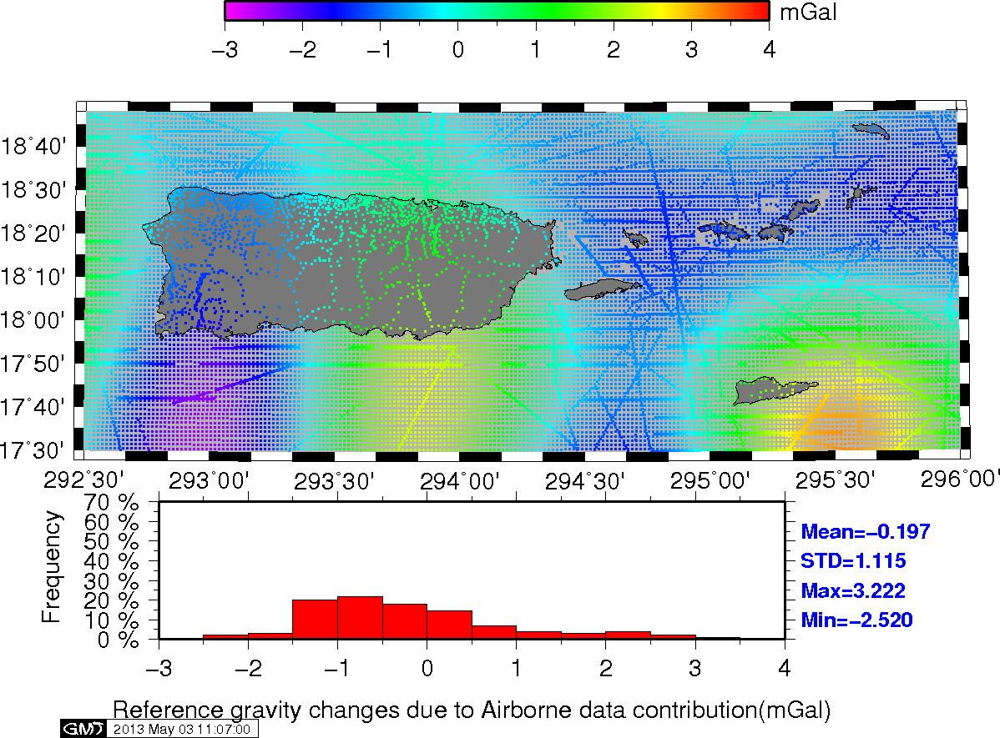 mGal
−3 −2 −1 0 1 2 3 4
18˚40'
18˚30'
18˚20'
18˚10'
18˚00'
17˚50'
17˚40'
17˚30'
292˚30' 293˚00' 293˚30' 294˚00' 294˚30' 295˚00' 295˚30' 296˚00'
Frequency
70 %
60 %
50 %
40 %
30 %
20 %
10 %
0 %
Mean=−0.197
STD=1.115
Max=3.222
Min=−2.520
−3 −2 −1 0 1 2 3 4
Reference gravity changes due to Airborne data contribution(mGal)
GMT 2013 May 03 11:07:00